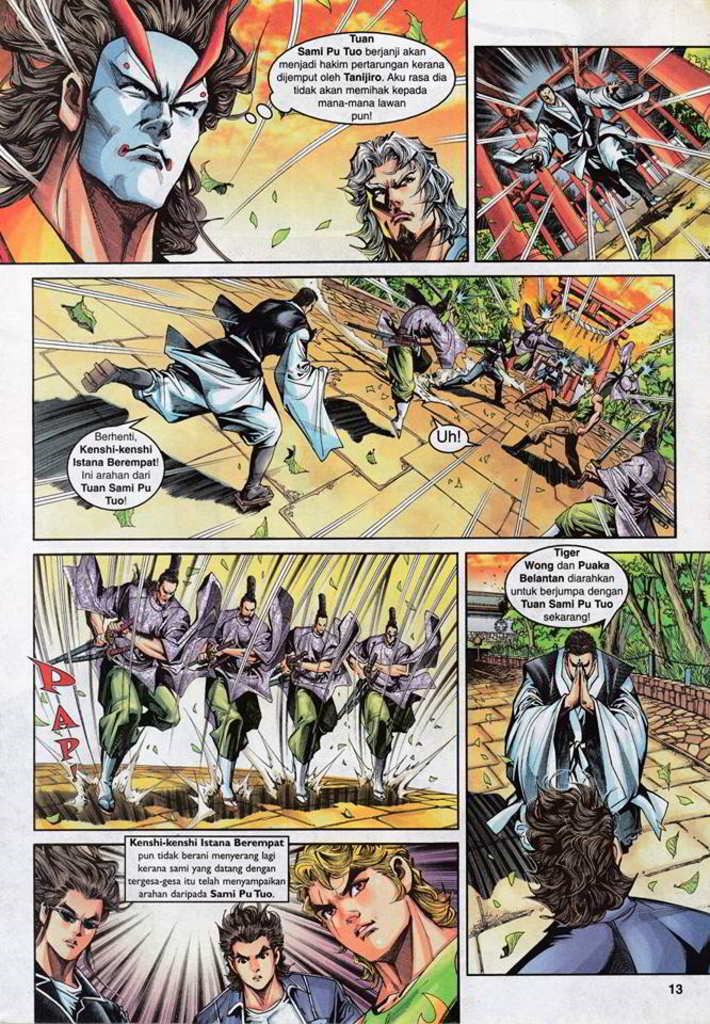 Tuan
Sami Pu Tuo berjanji akan
menjadi hakim pertarungan kerana
dijemput oleh Tanijiro. Aku rasa dia
tidak akan memihak kepada
mana-mana lawan
pun!
Berhenti,
Kenshi-kenshi
Istana Berempat!
Ini arahan dari
Tuan Sami Pu
Tuo!
Uh!
PAP!
Tiger
Wong dan Puaka
Belantan diarahkan
untuk berjumpa dengan
Tuan Sami Pu Tuo
sekarang!
Kenshi-kenshi Istana Berempat
pun tidak berani menyerang lagi
kerana sami yang datang dengan
tergesa-gesa itu telah menyampaikan
arahan daripada Sami Pu Tuo.
13